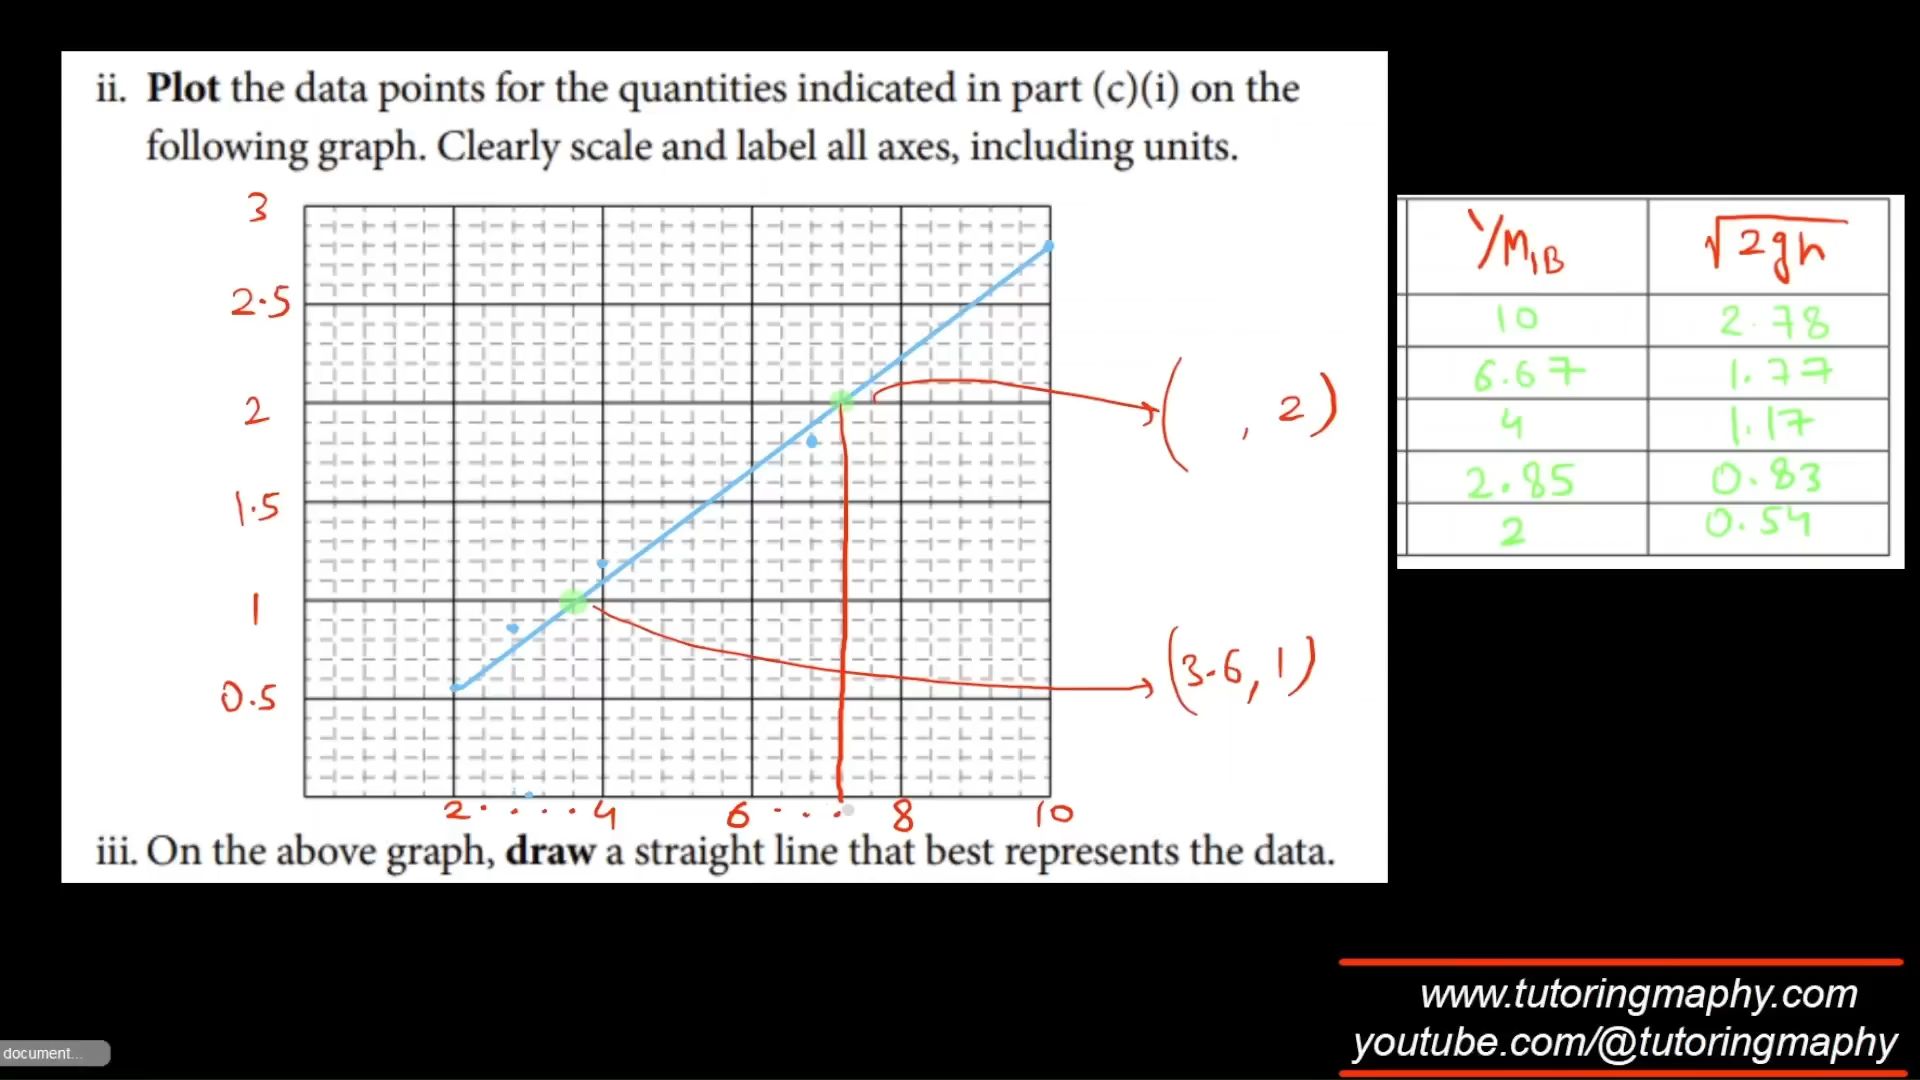 ii. Plot the data points for the quantities indicated in part (c)(i) on the
following graph. Clearly scale and label all axes, including units.
3
2.5
2
1.5
1
0.5
2 4 6 8 10
( , 2)
(3.6, 1)
1/M1B √2gh
10 2.78
6.67 1.77
4 1.17
2.85 0.83
2 0.54
iii. On the above graph, draw a straight line that best represents the data.
www.tutoringmaphy.com
youtube.com/@tutoringmaphy
document...